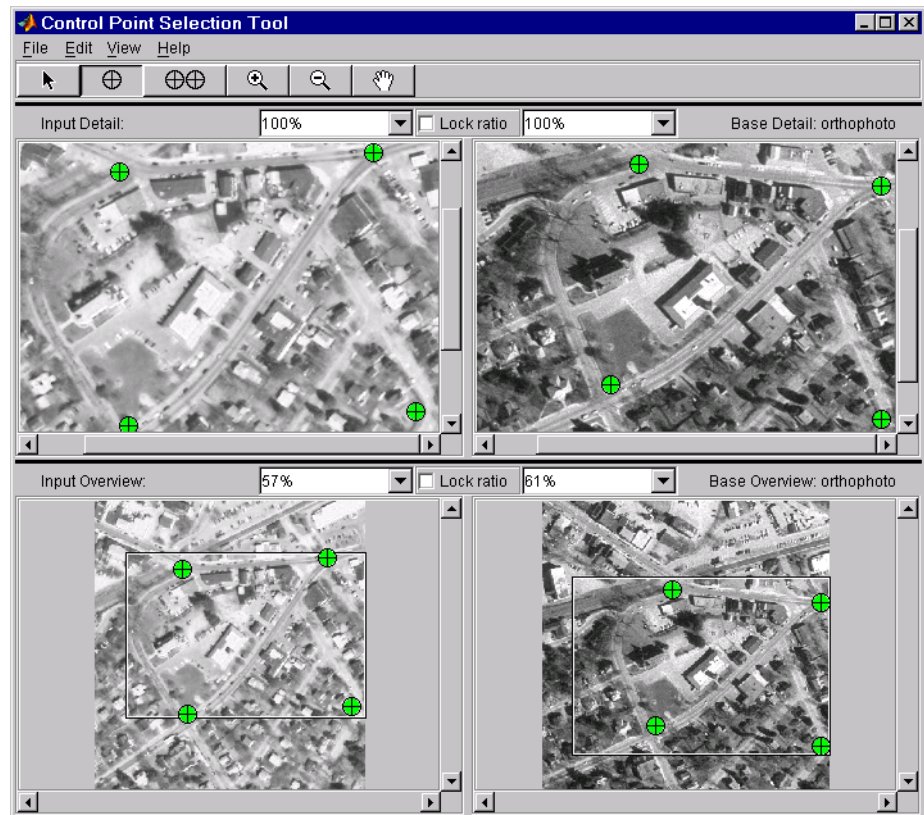 Control Point Selection Tool
File Edit View Help
Input Detail: 100% Lock ratio 100% Base Detail: orthophoto
Input Overview: 57% Lock ratio 61% Base Overview: orthophoto